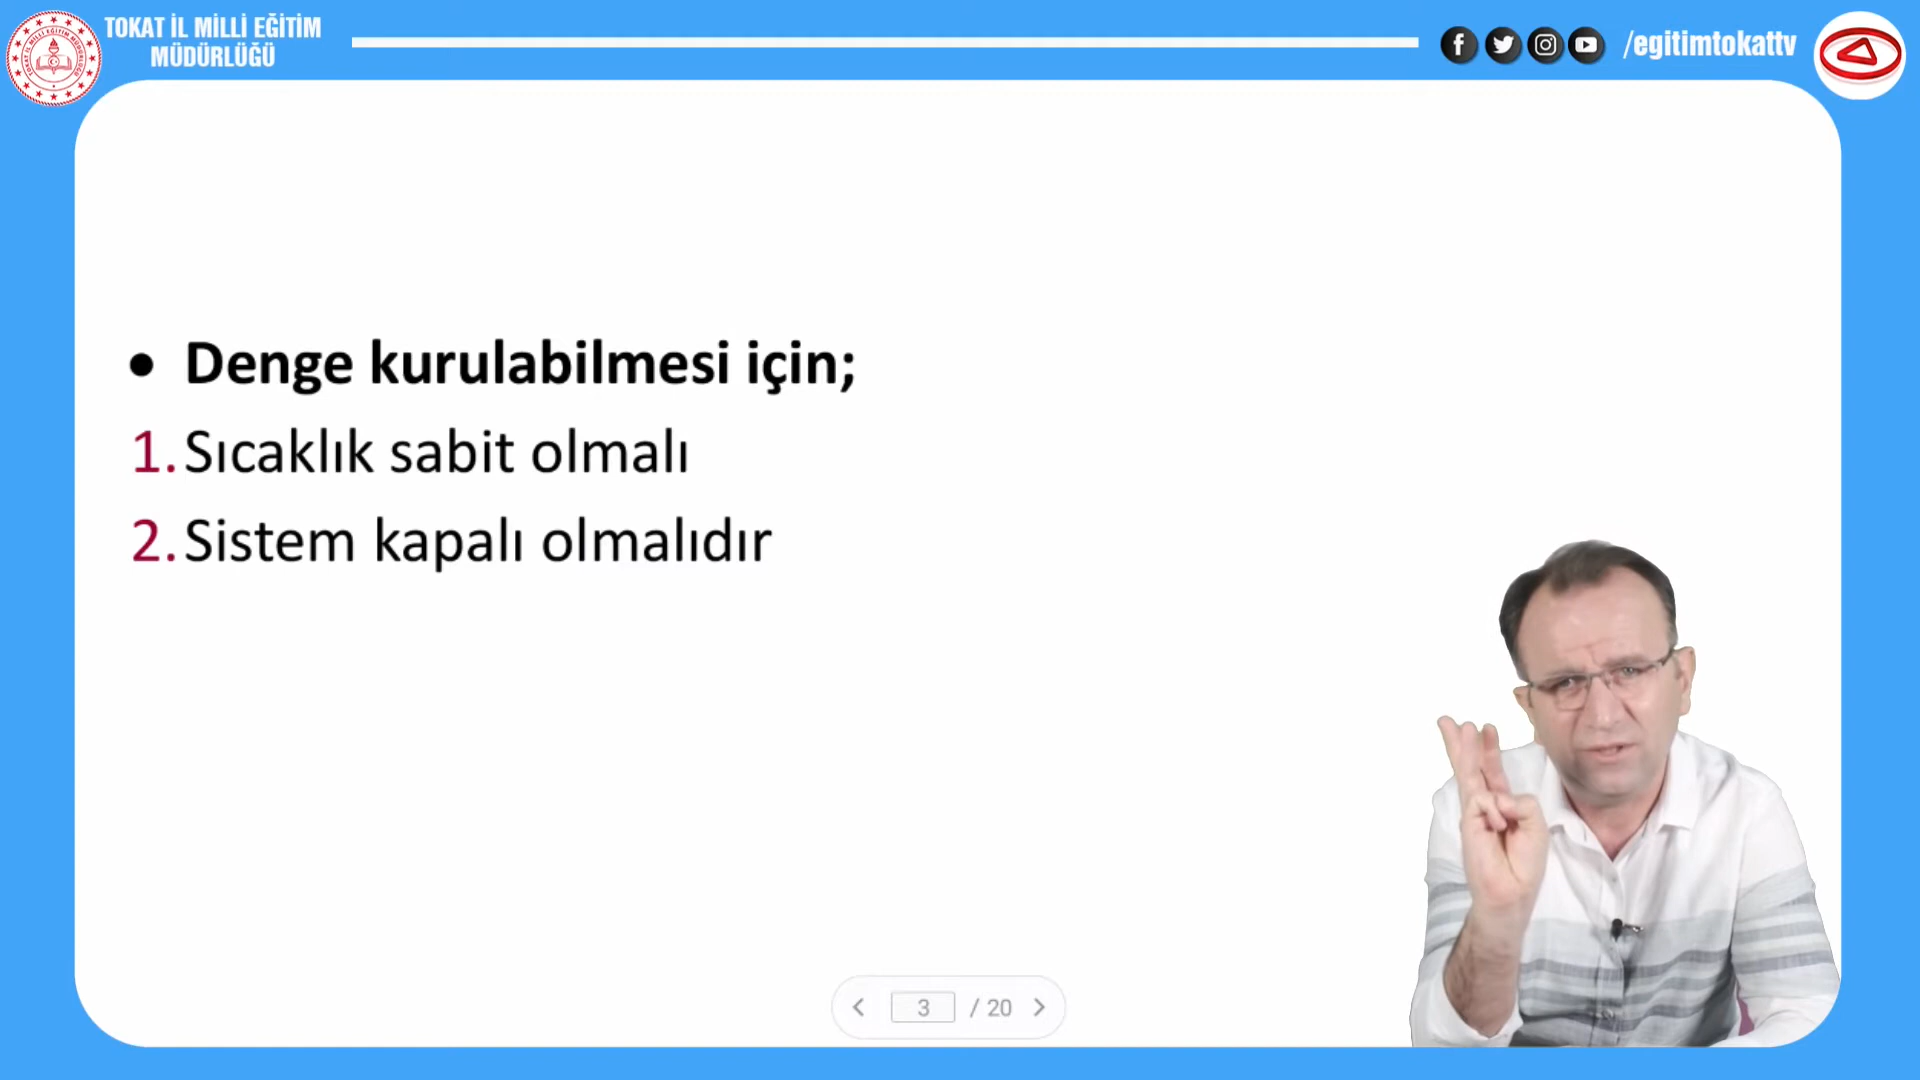 TOKAT İL MİLLİ EĞİTİM
MÜDÜRLÜĞÜ
/egitimtokattv
• Denge kurulabilmesi için;
1. Sıcaklık sabit olmalı
2. Sistem kapalı olmalıdır
3 / 20